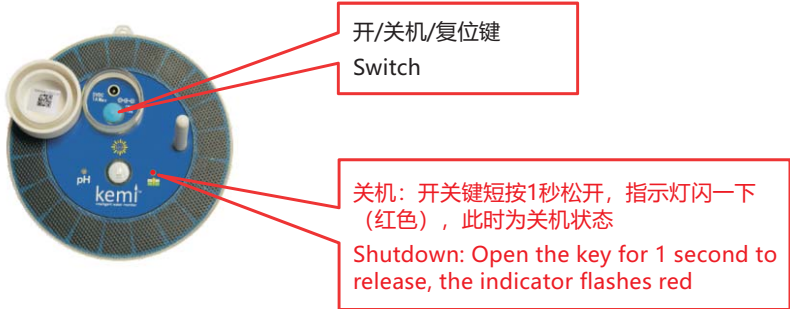 开/关机/复位键
Switch
pH
kemi
关机：开关键短按1秒松开，指示灯闪一下
（红色），此时为关机状态
Shutdown: Open the key for 1 second to
release, the indicator flashes red